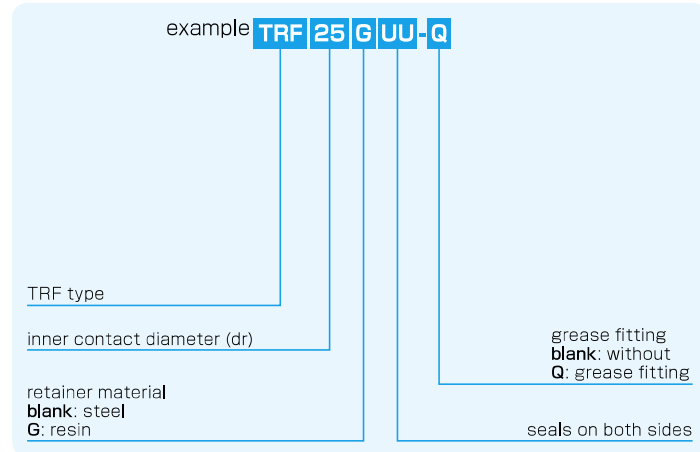 example TRF 25 G UU-Q
TRF type
inner contact diameter (dr)
retainer material
blank: steel
G: resin
grease fitting
blank: without
Q: grease fitting
seals on both sides